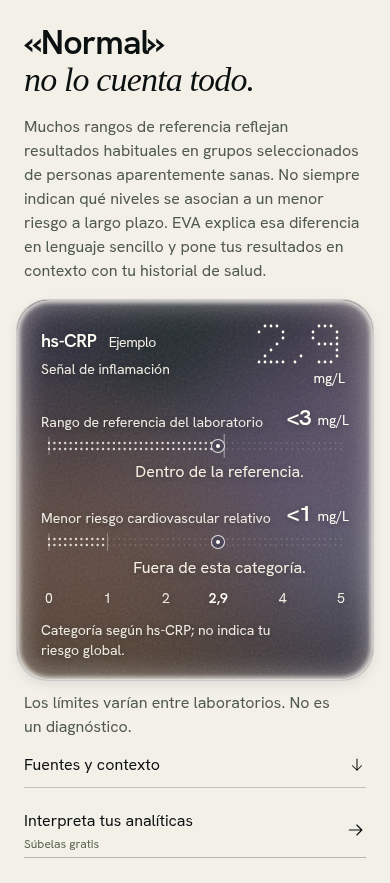 «Normal»
no lo cuenta todo.
Muchos rangos de referencia reflejan
resultados habituales en grupos seleccionados
de personas aparentemente sanas. No siempre
indican qué niveles se asocian a un menor
riesgo a largo plazo. EVA explica esa diferencia
en lenguaje sencillo y pone tus resultados en
contexto con tu historial de salud.
hs-CRP Ejemplo
2.9
Señal de inflamación
mg/L
Rango de referencia del laboratorio <3 mg/L
Dentro de la referencia.
Menor riesgo cardiovascular relativo <1 mg/L
Fuera de esta categoría.
0 1 2 2,9 4 5
Categoría según hs-CRP; no indica tu
riesgo global.
Los límites varían entre laboratorios. No es
un diagnóstico.
Fuentes y contexto ↓
Interpreta tus analíticas →
Súbelas gratis